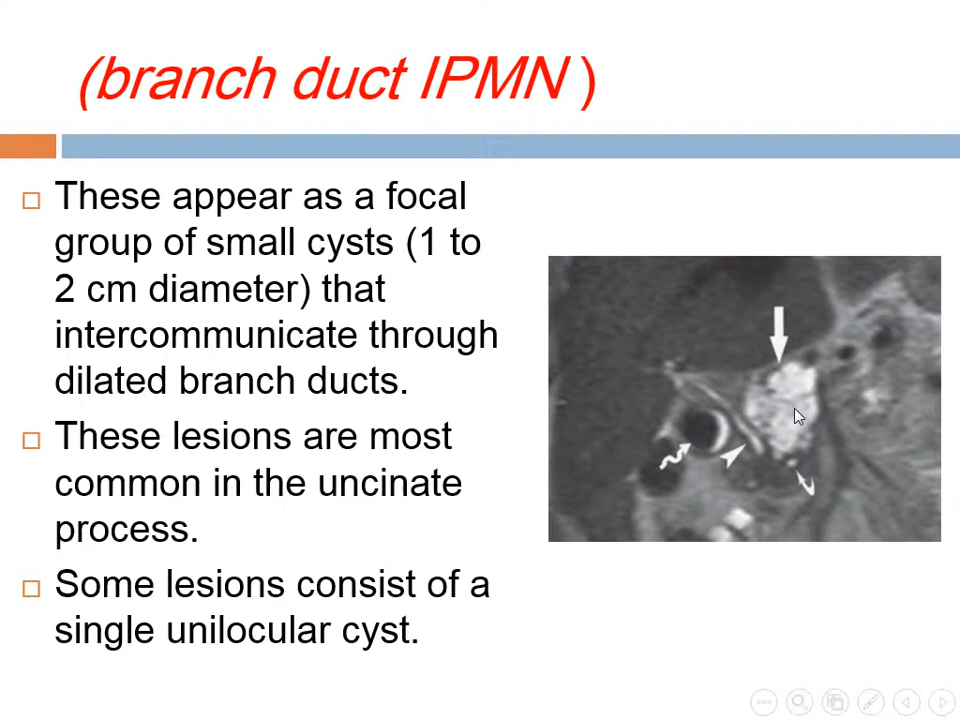 (branch duct IPMN )
These appear as a focal
group of small cysts (1 to
2 cm diameter) that
intercommunicate through
dilated branch ducts.
These lesions are most
common in the uncinate
process.
Some lesions consist of a
single unilocular cyst.